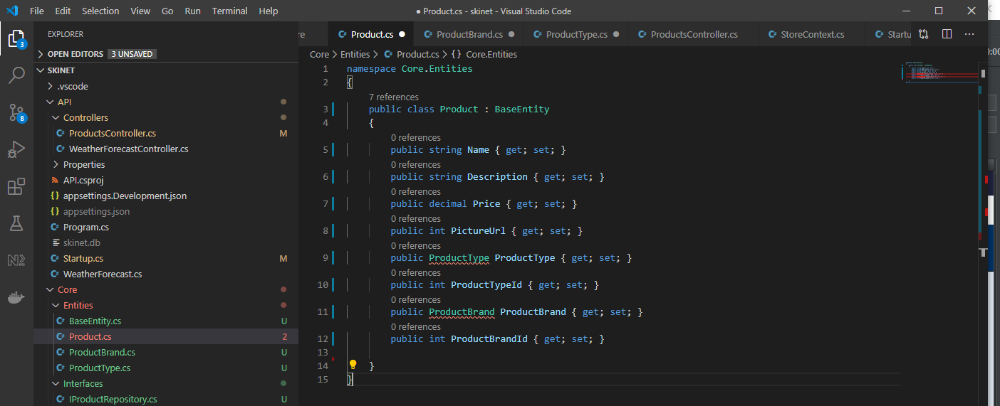 File Edit Selection View Go Run Terminal Help ● Product.cs - skinet - Visual Studio Code
EXPLORER
OPEN EDITORS 3 UNSAVED
SKINET
.vscode
API
Controllers
ProductsController.cs M
WeatherForecastController.cs
Properties
API.csproj
appsettings.Development.json
appsettings.json
Program.cs
skinet.db
Startup.cs M
WeatherForecast.cs
Core
Entities
BaseEntity.cs U
Product.cs 2
ProductBrand.cs U
ProductType.cs U
Interfaces
IProductRepository.cs U
3
8
re Product.cs ● ProductBrand.cs ● ProductType.cs ● ProductsController.cs StoreContext.cs Startu
Core > Entities > Product.cs > {} Core.Entities
1 namespace Core.Entities
2 {
7 references
3 public class Product : BaseEntity
4 {
0 references
5 public string Name { get; set; }
0 references
6 public string Description { get; set; }
0 references
7 public decimal Price { get; set; }
0 references
8 public int PictureUrl { get; set; }
0 references
9 public ProductType ProductType { get; set; }
0 references
10 public int ProductTypeId { get; set; }
0 references
11 public ProductBrand ProductBrand { get; set; }
0 references
12 public int ProductBrandId { get; set; }
13
14 }
15 }